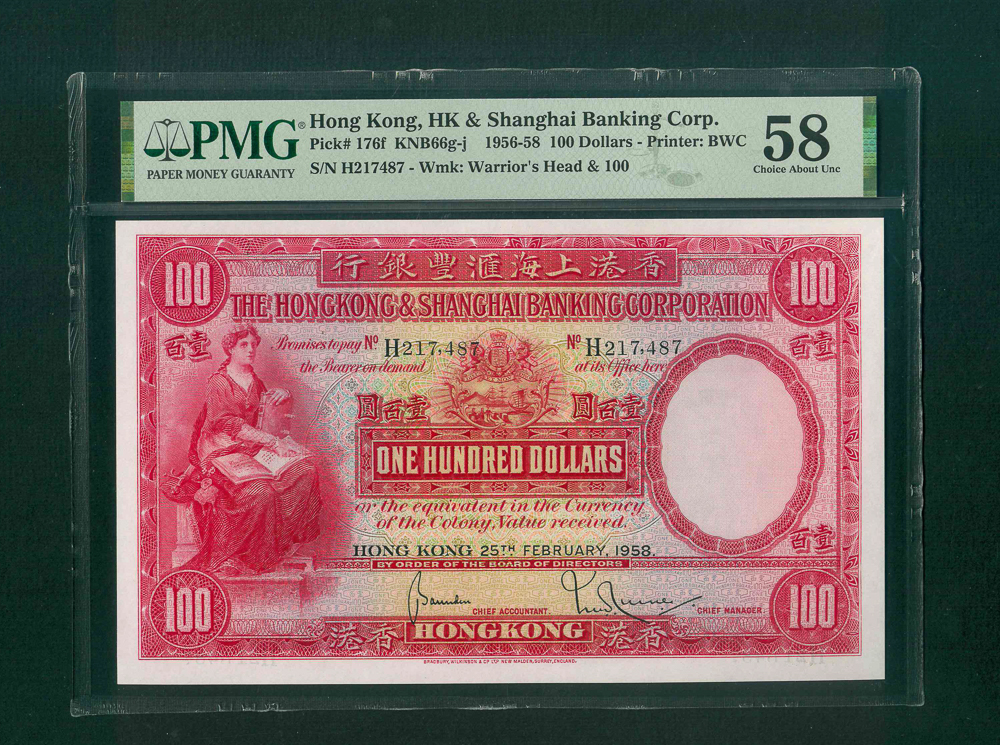 PMG®
PAPER MONEY GUARANTY
Hong Kong, HK & Shanghai Banking Corp.
Pick# 176f KNB66g-j 1956-58 100 Dollars - Printer: BWC
S/N H217487 - Wmk: Warrior's Head & 100
58
Choice About Unc
100
行銀豐滙海上港香
100
THE HONGKONG & SHANGHAI BANKING CORPORATION
百壹
Promises to pay
the Bearer on demand
Nº H217,487
Nº H217,487
at its Office here
百壹
圓百壹
圓百壹
ONE HUNDRED DOLLARS
or the equivalent in the Currency
of the Colony, Value received.
百壹
HONG KONG 25TH FEBRUARY, 1958.
BY ORDER OF THE BOARD OF DIRECTORS
100
CHIEF ACCOUNTANT.
CHIEF MANAGER.
100
港香
HONGKONG
港香
BRADBURY, WILKINSON & Cº LTD NEW MALDEN, SURREY, ENGLAND.